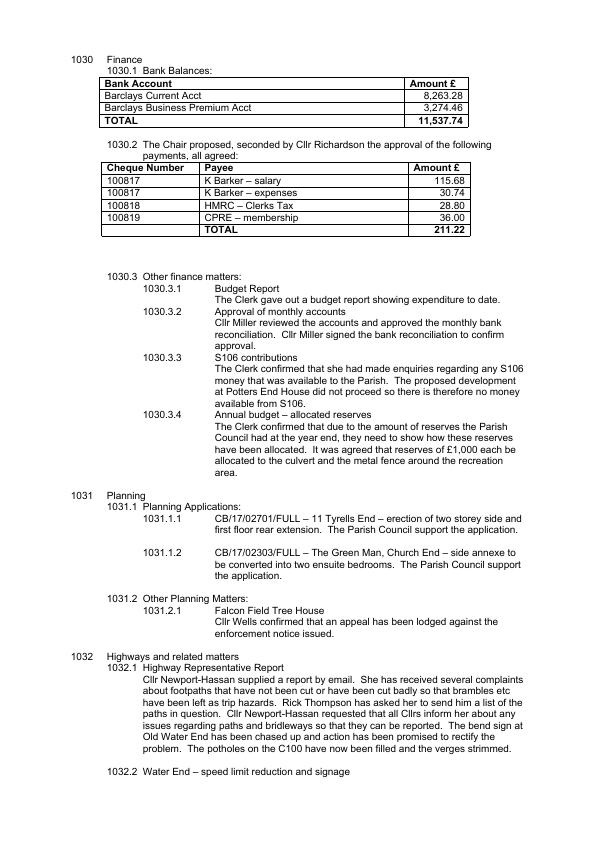 1030 Finance
1030.1 Bank Balances:
Bank Account Amount £
Barclays Current Acct 8,263.28
Barclays Business Premium Acct 3,274.46
TOTAL 11,537.74
1030.2 The Chair proposed, seconded by Cllr Richardson the approval of the following
payments, all agreed:
Cheque Number Payee Amount £
100817 K Barker – salary 115.68
100817 K Barker – expenses 30.74
100818 HMRC – Clerks Tax 28.80
100819 CPRE – membership 36.00
TOTAL 211.22
1030.3 Other finance matters:
1030.3.1 Budget Report
The Clerk gave out a budget report showing expenditure to date.
1030.3.2 Approval of monthly accounts
Cllr Miller reviewed the accounts and approved the monthly bank
reconciliation. Cllr Miller signed the bank reconciliation to confirm
approval.
1030.3.3 S106 contributions
The Clerk confirmed that she had made enquiries regarding any S106
money that was available to the Parish. The proposed development
at Potters End House did not proceed so there is therefore no money
available from S106.
1030.3.4 Annual budget – allocated reserves
The Clerk confirmed that due to the amount of reserves the Parish
Council had at the year end, they need to show how these reserves
have been allocated. It was agreed that reserves of £1,000 each be
allocated to the culvert and the metal fence around the recreation
area.
1031 Planning
1031.1 Planning Applications:
1031.1.1 CB/17/02701/FULL – 11 Tyrells End – erection of two storey side and
first floor rear extension. The Parish Council support the application.
1031.1.2 CB/17/02303/FULL – The Green Man, Church End – side annexe to
be converted into two ensuite bedrooms. The Parish Council support
the application.
1031.2 Other Planning Matters:
1031.2.1 Falcon Field Tree House
Cllr Wells confirmed that an appeal has been lodged against the
enforcement notice issued.
1032 Highways and related matters
1032.1 Highway Representative Report
Cllr Newport-Hassan supplied a report by email. She has received several complaints
about footpaths that have not been cut or have been cut badly so that brambles etc
have been left as trip hazards. Rick Thompson has asked her to send him a list of the
paths in question. Cllr Newport-Hassan requested that all Cllrs inform her about any
issues regarding paths and bridleways so that they can be reported. The bend sign at
Old Water End has been chased up and action has been promised to rectify the
problem. The potholes on the C100 have now been filled and the verges strimmed.
1032.2 Water End – speed limit reduction and signage